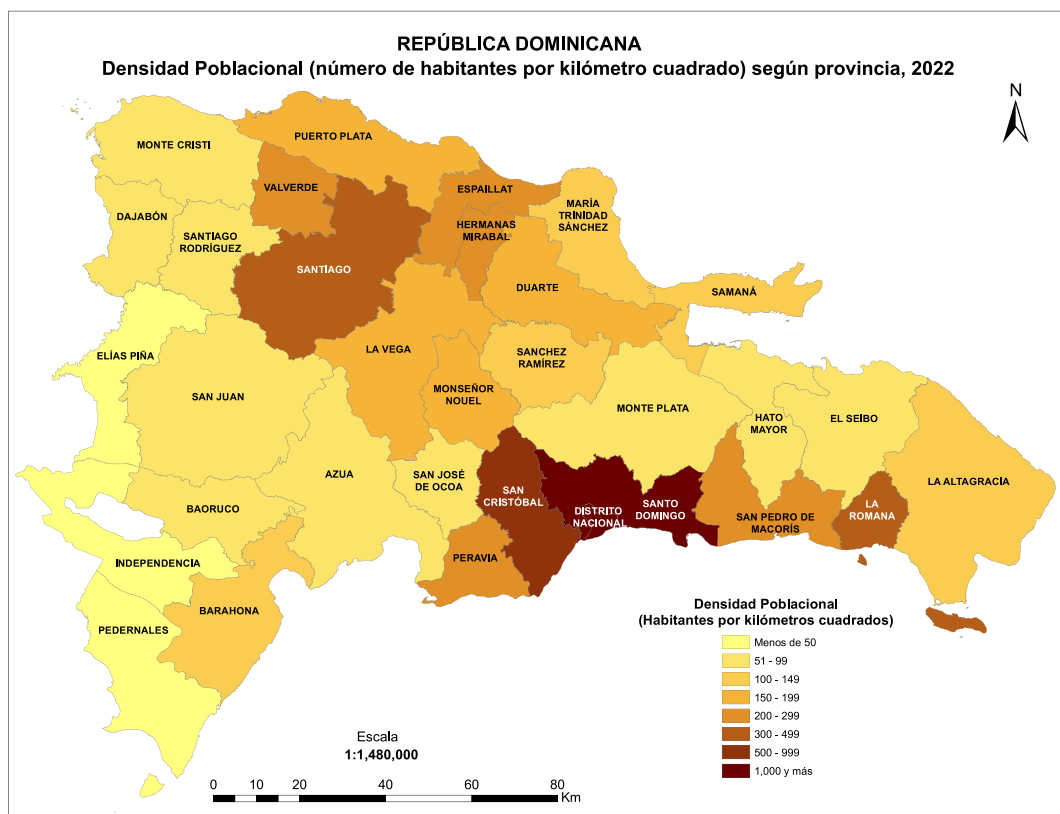 REPÚBLICA DOMINICANA
Densidad Poblacional (número de habitantes por kilómetro cuadrado) según provincia, 2022
N
MONTE CRISTI
PUERTO PLATA
VALVERDE
ESPAILLAT
DAJABÓN
SANTIAGO
RODRÍGUEZ
HERMANAS
MIRABAL
MARÍA
TRINIDAD
SÁNCHEZ
SANTIAGO
DUARTE
SAMANÁ
ELÍAS PIÑA
LA VEGA
SANCHEZ
RAMÍREZ
SAN JUAN
MONSEÑOR
NOUEL
MONTE PLATA
HATO
MAYOR
EL SEIBO
AZUA
SAN JOSÉ
DE OCOA
SAN
CRISTÓBAL
DISTRITO
NACIONAL
SANTO
DOMINGO
SAN PEDRO DE
MACORÍS
LA
ROMANA
LA ALTAGRACÍA
BAORUCO
INDEPENDENCIA
PERAVIA
BARAHONA
PEDERNALES
Densidad Poblacional
(Habitantes por kilómetros cuadrados)
Menos de 50
51 - 99
100 - 149
150 - 199
200 - 299
300 - 499
500 - 999
1,000 y más
Escala
1:1,480,000
0 10 20 40 60 80
Km